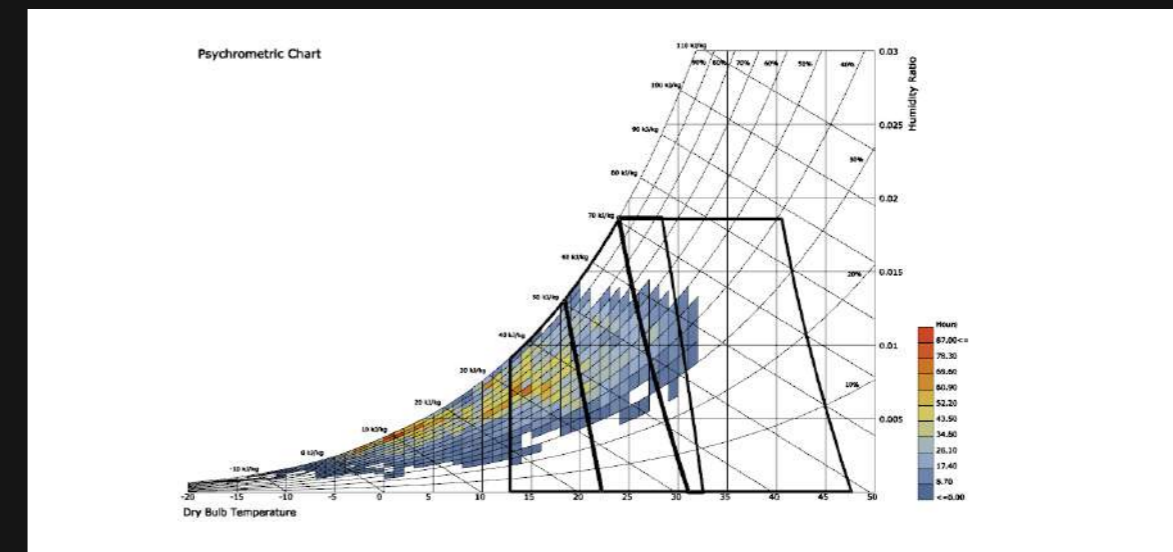 Psychrometric Chart
110 kJ/kg
90% 80% 70% 60% 50% 40%
100 kJ/kg
90 kJ/kg
80 kJ/kg
70 kJ/kg
60 kJ/kg
50 kJ/kg
40 kJ/kg
30 kJ/kg
20 kJ/kg
10 kJ/kg
0 kJ/kg
-10 kJ/kg
30%
20%
10%
0.03
0.025
0.02
0.015
0.01
0.005
Humidity Ratio
-20 -15 -10 -5 0 5 10 15 20 25 30 35 40 45 50
Dry Bulb Temperature
Hours
87.00<=
78.30
69.60
60.90
52.20
43.50
34.80
26.10
17.40
8.70
<=0.00